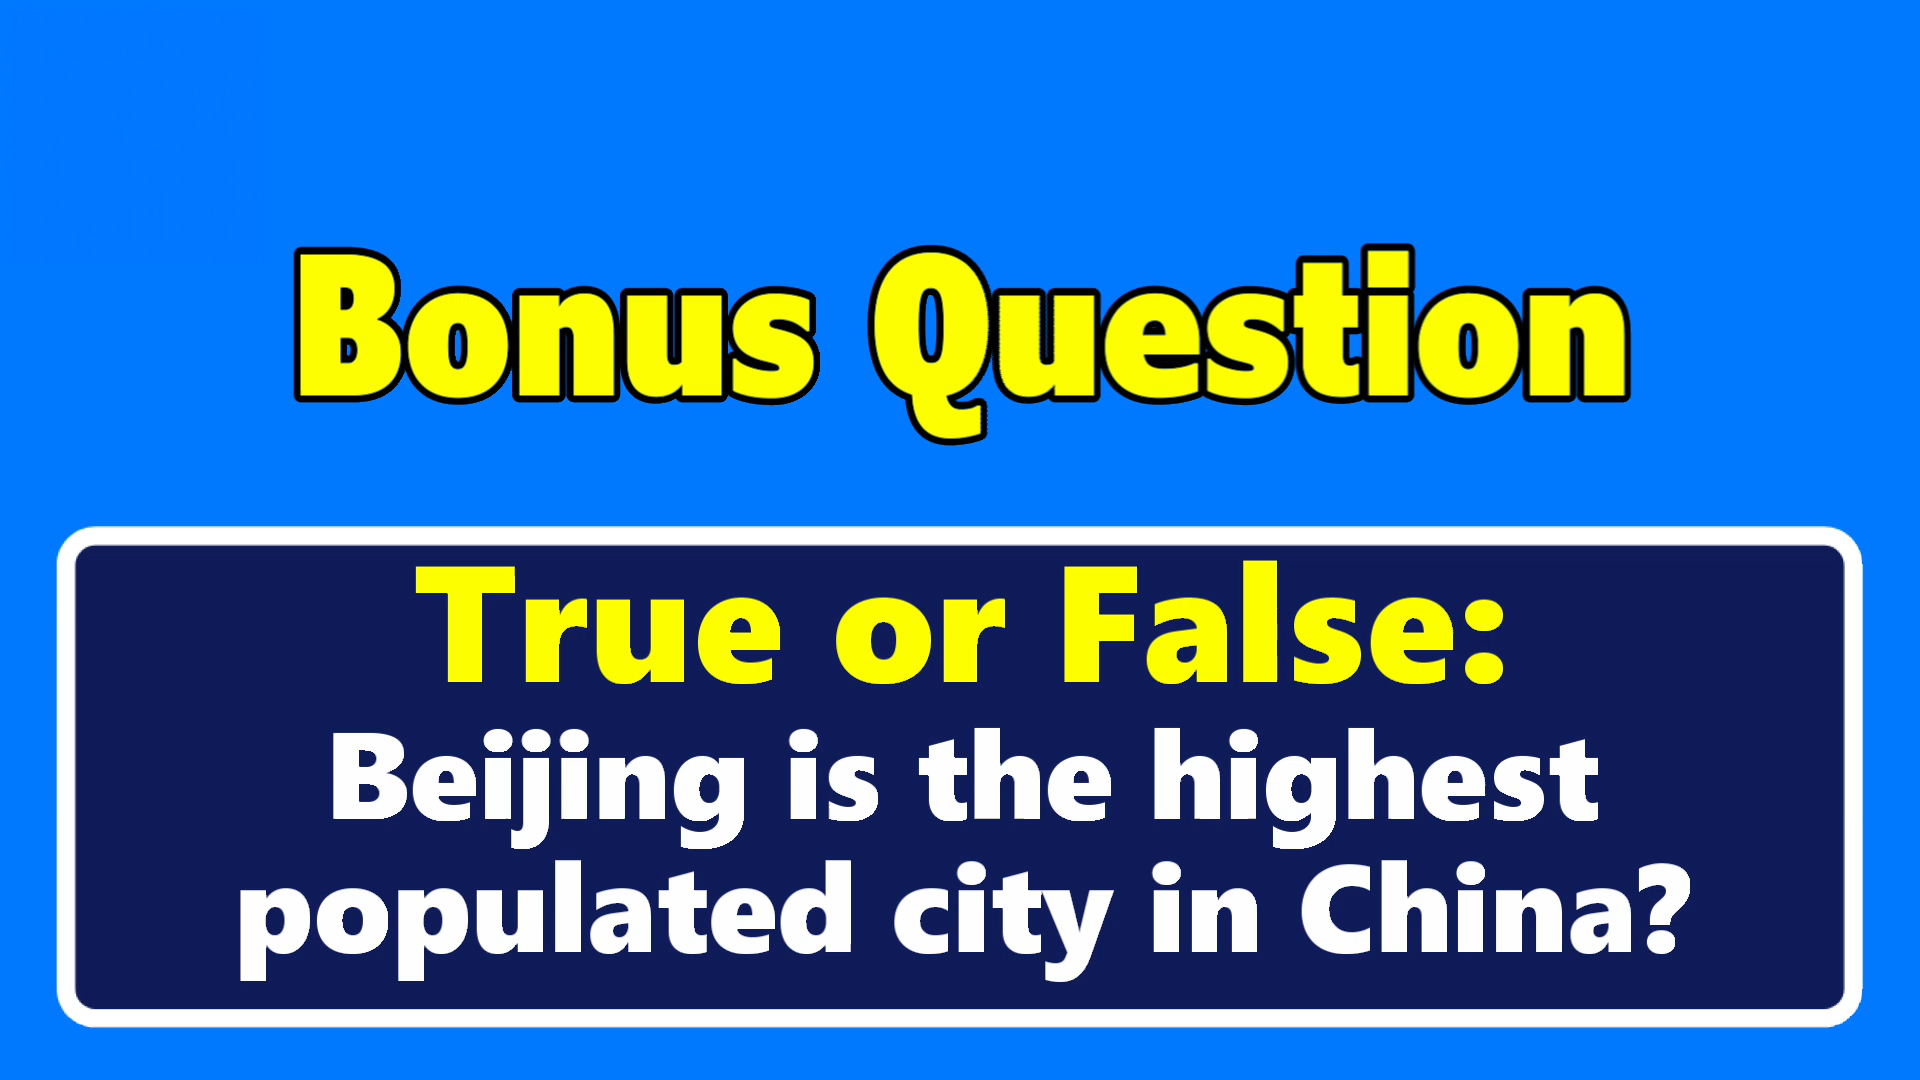 Bonus Question
True or False:
Beijing is the highest
populated city in China?